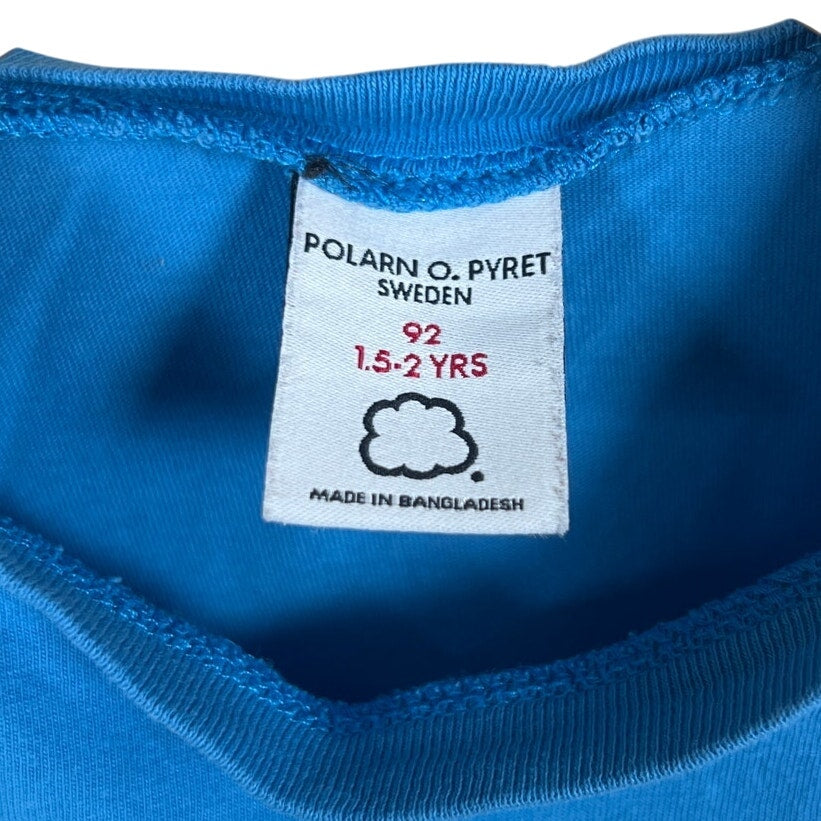 POLARN O. PYRET
SWEDEN
92
1.5-2 YRS
MADE IN BANGLADESH